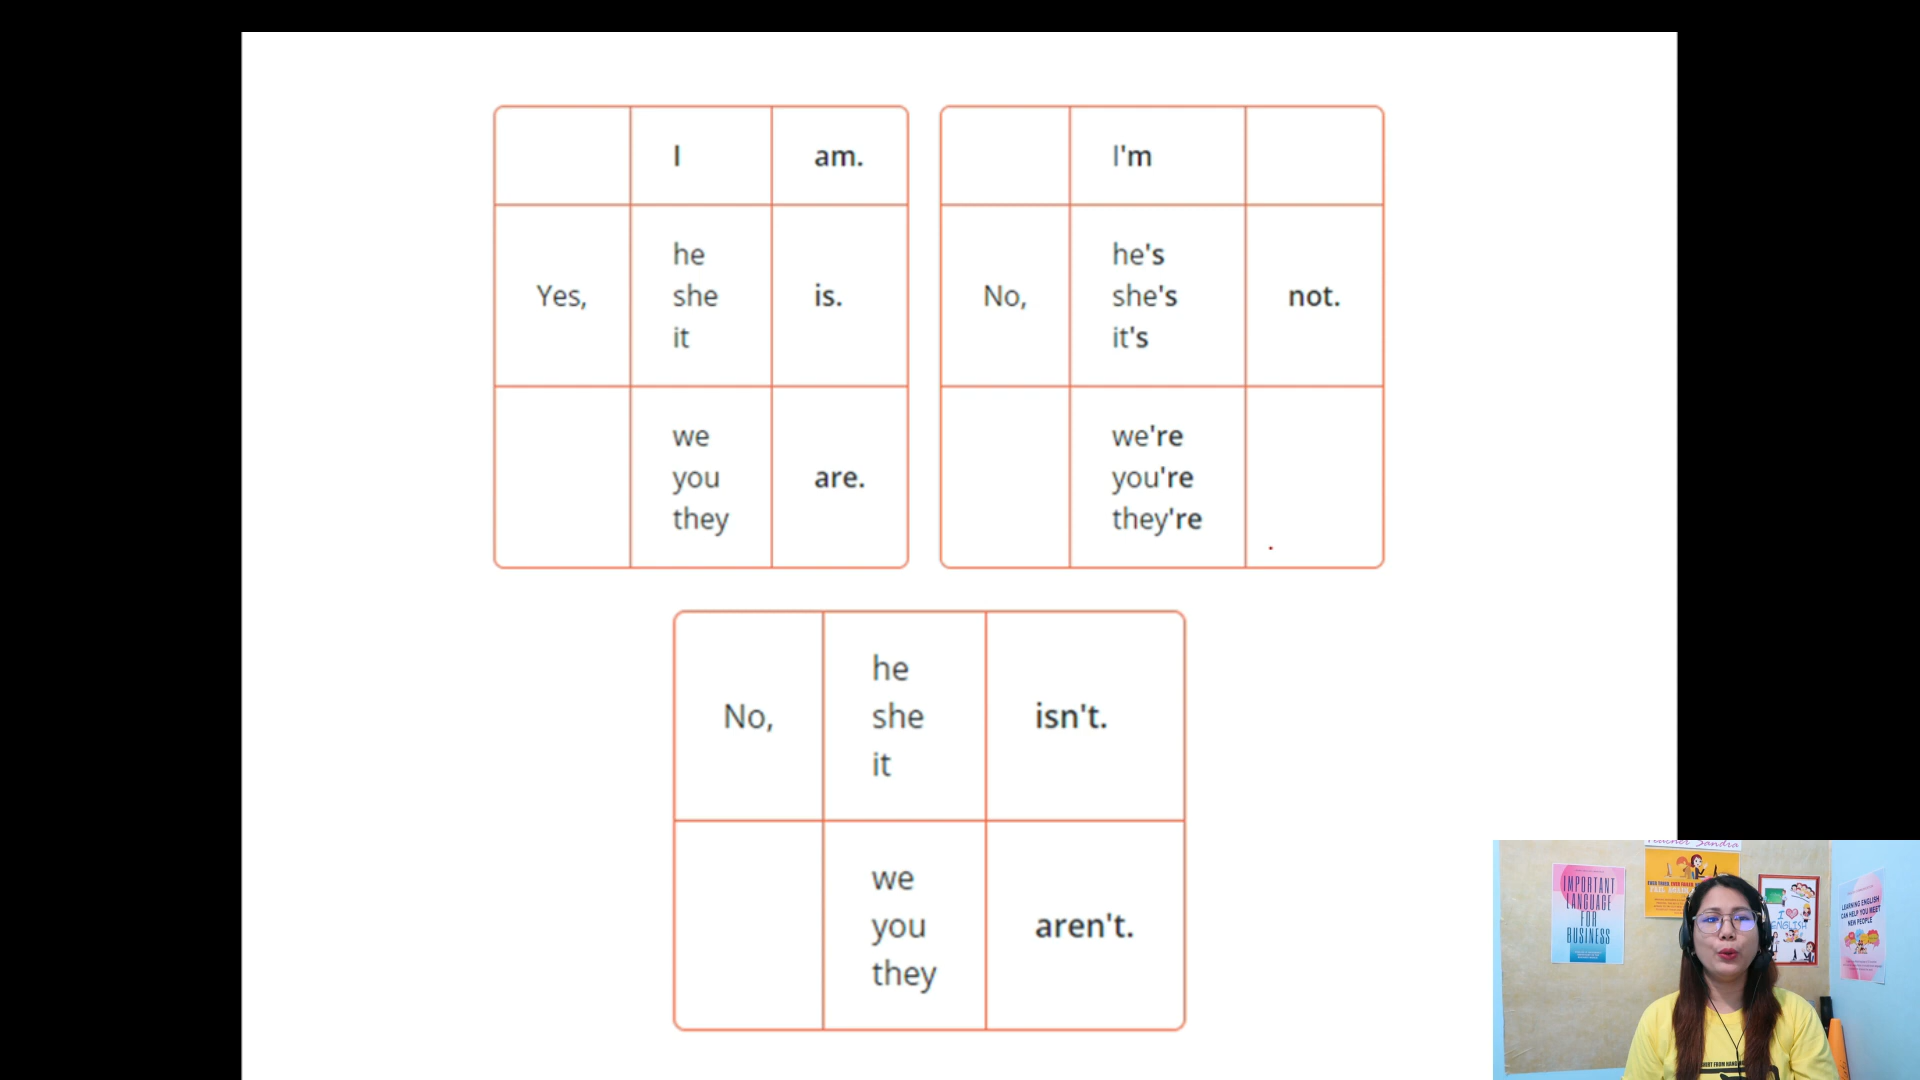 I am.
Yes,
he
she
it
is.
we
you
they
are.
I'm
No,
he's
she's
it's
not.
we're
you're
they're
No,
he
she
it
isn't.
we
you
they
aren't.
Teacher Sandra
IMPORTANT
LANGUAGE
FOR
BUSINESS
I
ENGLISH
LEARNING ENGLISH
CAN HELP YOU MEET
NEW PEOPLE